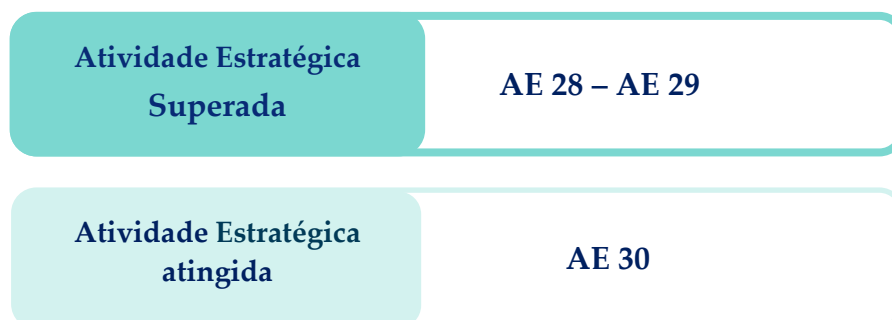 Atividade Estratégica
Superada
AE 28 – AE 29
Atividade Estratégica
atingida
AE 30